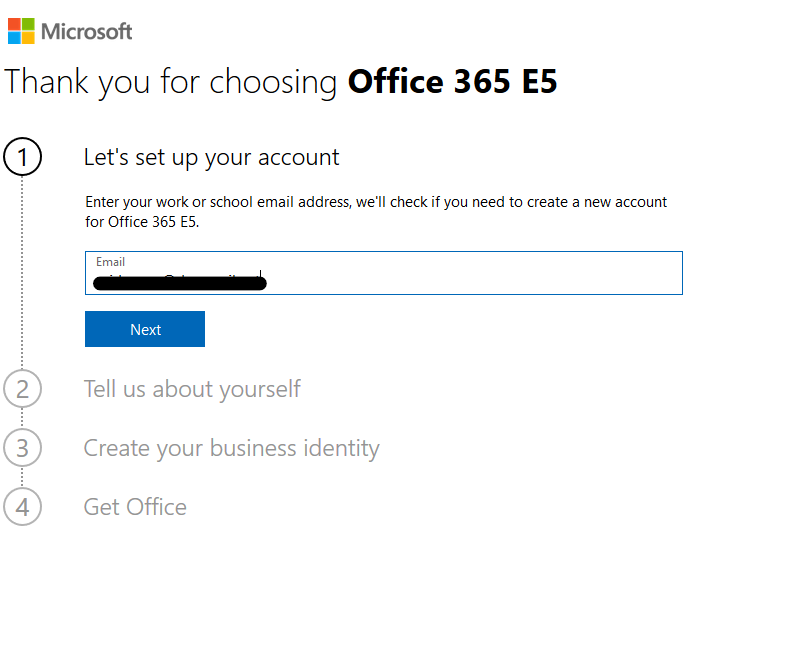 Microsoft
Thank you for choosing Office 365 E5
1 Let's set up your account
Enter your work or school email address, we'll check if you need to create a new account
for Office 365 E5.
Email
Next
2 Tell us about yourself
3 Create your business identity
4 Get Office